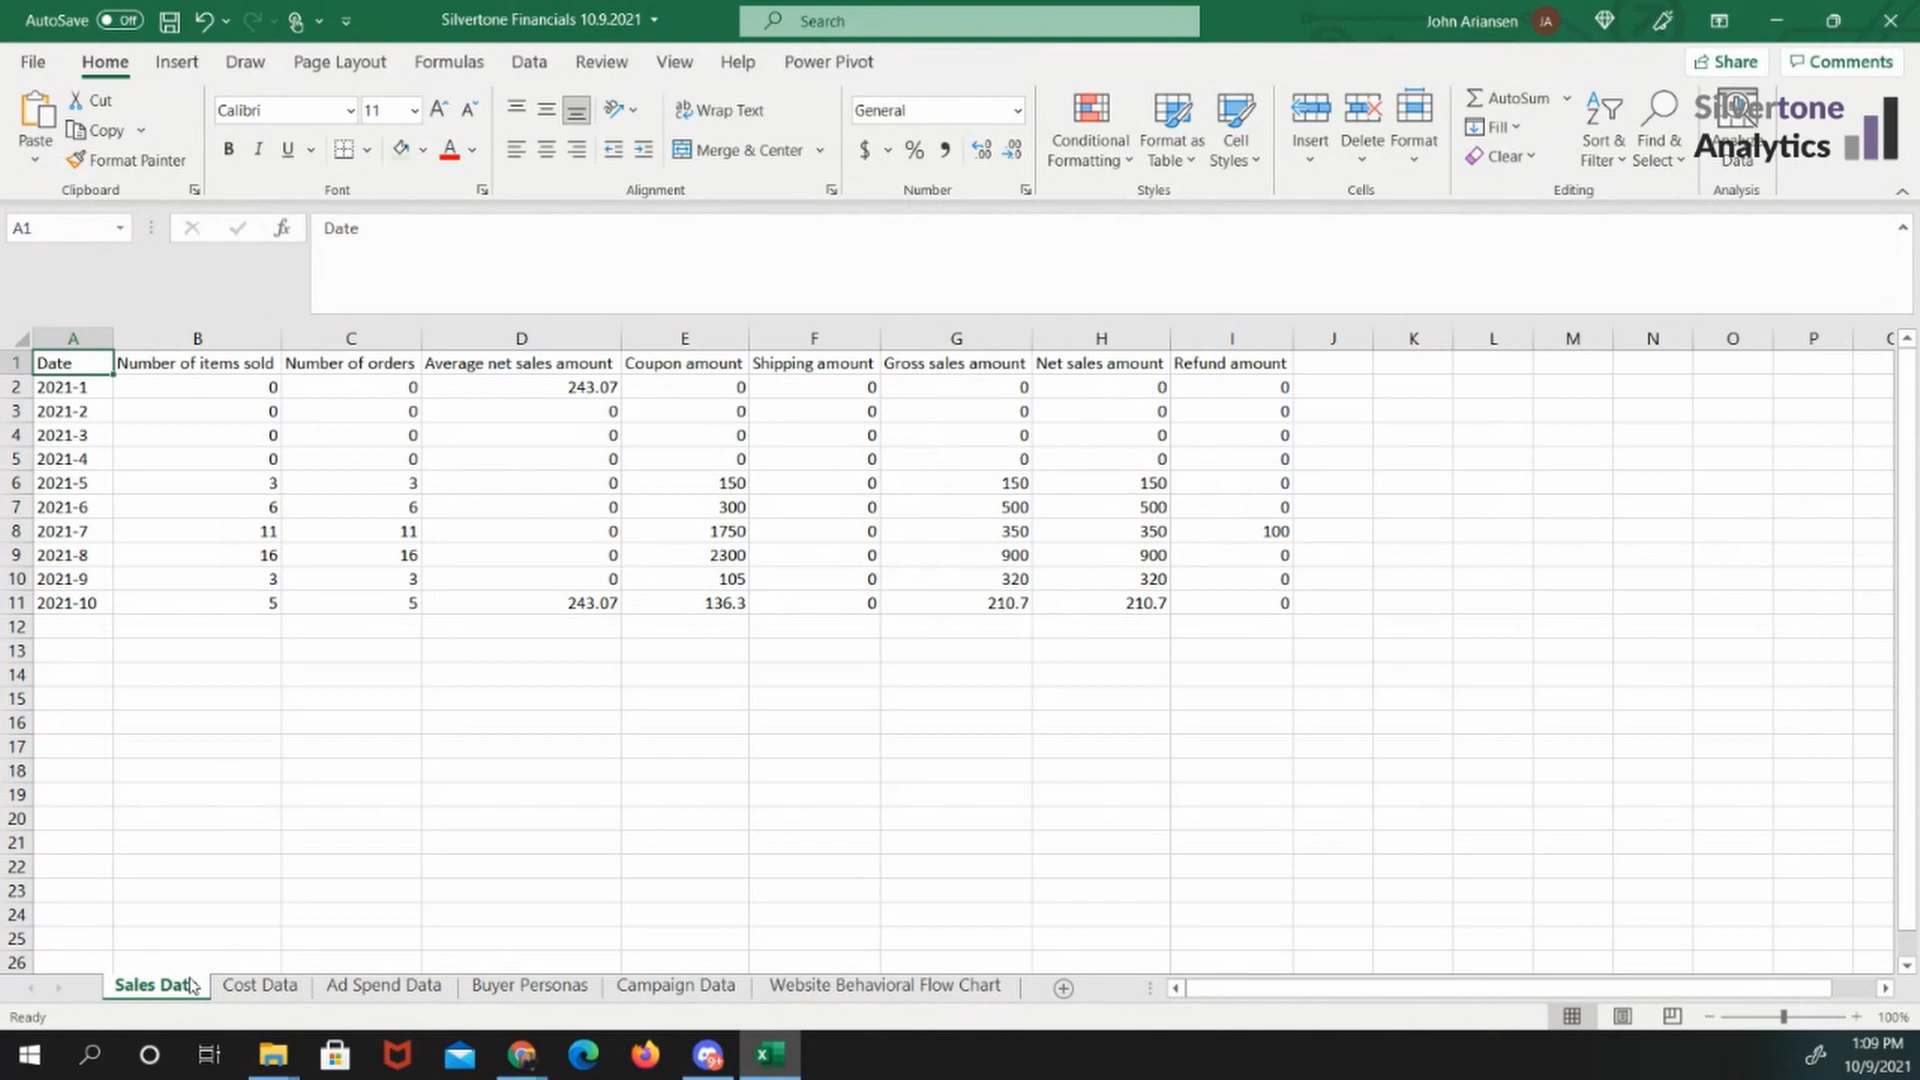 AutoSave Off Silvertone Financials 10.9.2021 Search John Ariansen JA
File Home Insert Draw Page Layout Formulas Data Review View Help Power Pivot Share Comments
Cut
Copy
Format Painter
Paste
Clipboard
Calibri 11
B I U
Font
Wrap Text
Merge & Center
Alignment
General
$ %
Number
Conditional Formatting
Format as Table
Cell Styles
Styles
Insert Delete Format
Cells
AutoSum
Fill
Clear
Sort & Filter
Find & Select
Editing
Data
Analysis
Silvertone
Analytics
A1 fx Date
A B C D E F G H I J K L M N O P
1 Date Number of items sold Number of orders Average net sales amount Coupon amount Shipping amount Gross sales amount Net sales amount Refund amount
2 2021-1 0 0 243.07 0 0 0 0 0
3 2021-2 0 0 0 0 0 0 0 0
4 2021-3 0 0 0 0 0 0 0 0
5 2021-4 0 0 0 0 0 0 0 0
6 2021-5 3 3 0 150 0 150 150 0
7 2021-6 6 6 0 300 0 500 500 0
8 2021-7 11 11 0 1750 0 350 350 100
9 2021-8 16 16 0 2300 0 900 900 0
10 2021-9 3 3 0 105 0 320 320 0
11 2021-10 5 5 243.07 136.3 0 210.7 210.7 0
12
13
14
15
16
17
18
19
20
21
22
23
24
25
26
Sales Dat Cost Data Ad Spend Data Buyer Personas Campaign Data Website Behavioral Flow Chart
Ready 100%
9+
1:09 PM
10/9/2021